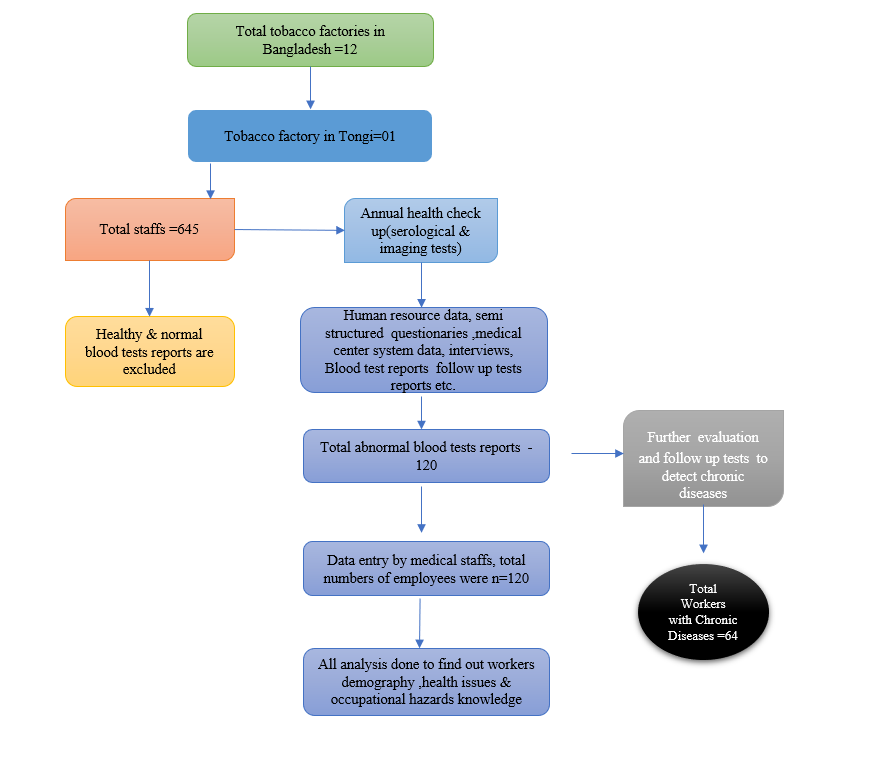 Total tobacco factories in
Bangladesh =12
Tobacco factory in Tongi=01
Total staffs =645
Annual health check
up(serological &
imaging tests)
Healthy & normal
blood tests reports are
excluded
Human resource data, semi
structured questionaries ,medical
center system data, interviews,
Blood test reports follow up tests
reports etc.
Total abnormal blood tests reports -
120
Further evaluation
and follow up tests to
detect chronic
diseases
Data entry by medical staffs, total
numbers of employees were n=120
Total
Workers
with Chronic
Diseases =64
All analysis done to find out workers
demography ,health issues &
occupational hazards knowledge